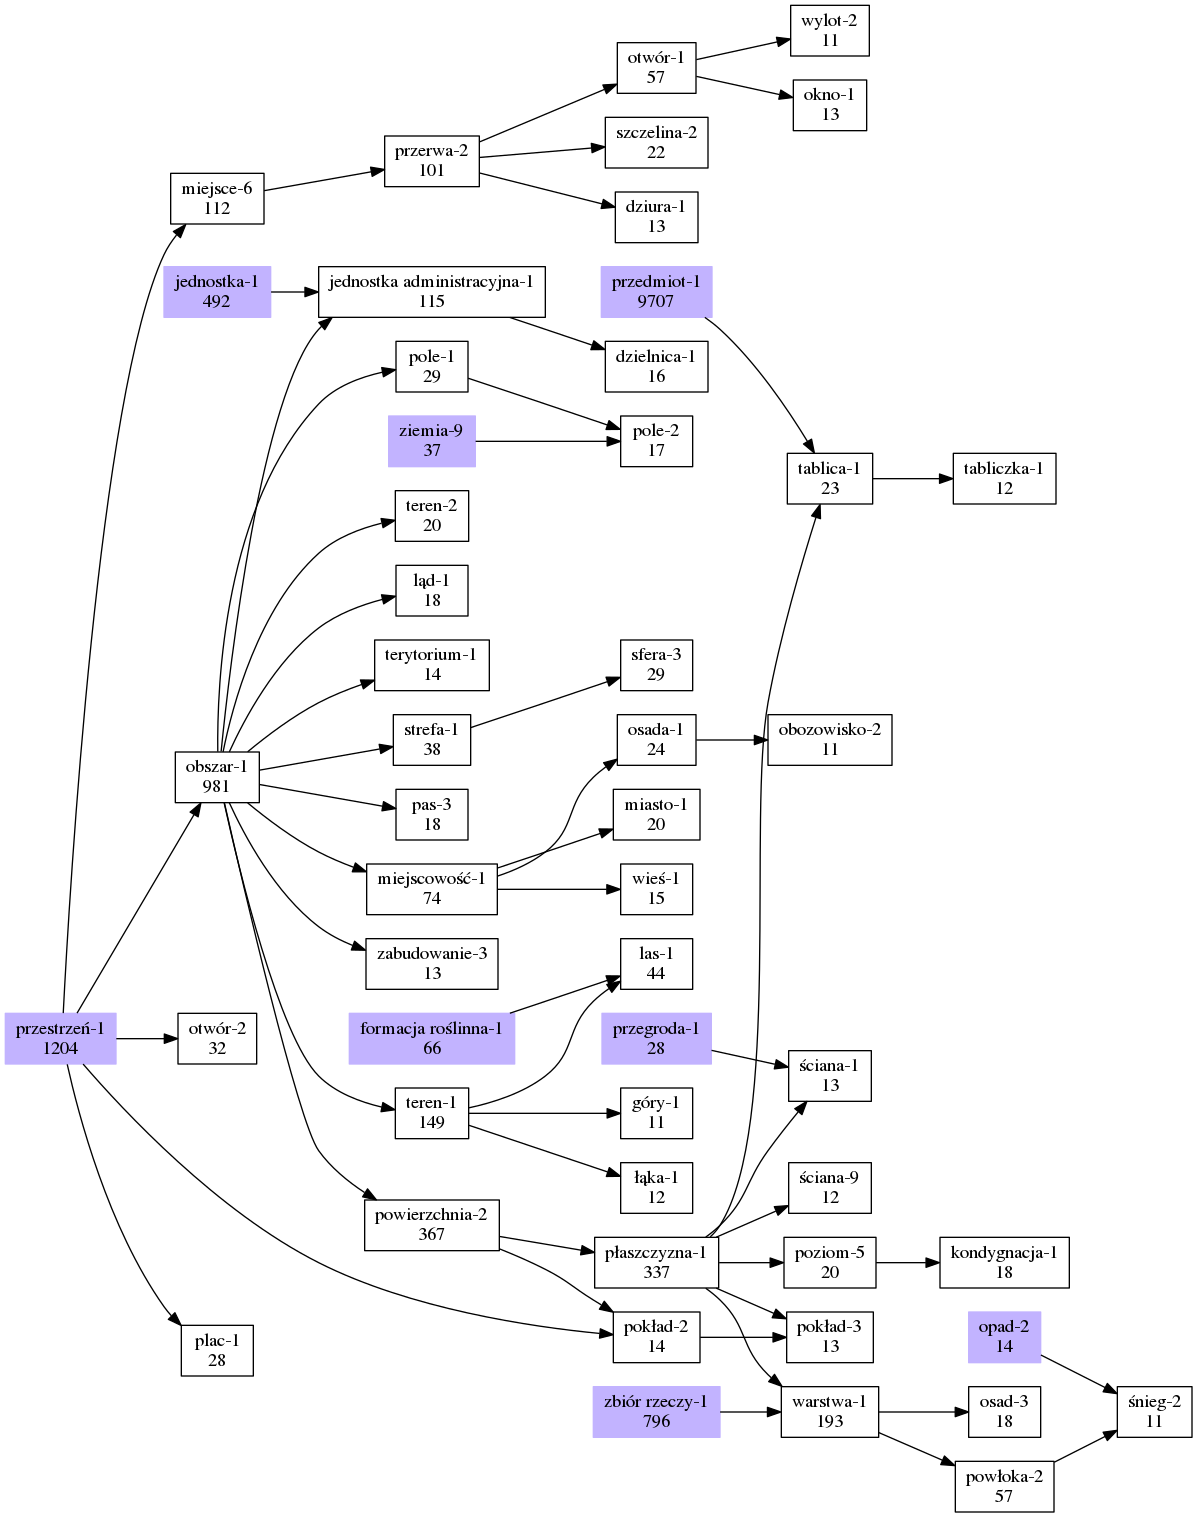 wylot-2
11
otwór-1
57
okno-1
13
szczelina-2
22
przerwa-2
101
miejsce-6
112
dziura-1
13
jednostka-1
492
jednostka administracyjna-1
115
przedmiot-1
9707
pole-1
29
dzielnica-1
16
ziemia-9
37
pole-2
17
tablica-1
23
tabliczka-1
12
teren-2
20
ląd-1
18
terytorium-1
14
sfera-3
29
strefa-1
38
osada-1
24
obozowisko-2
11
obszar-1
981
pas-3
18
miasto-1
20
miejscowość-1
74
wieś-1
15
zabudowanie-3
13
las-1
44
przestrzeń-1
1204
otwór-2
32
formacja roślinna-1
66
przegroda-1
28
ściana-1
13
teren-1
149
góry-1
11
łąka-1
12
ściana-9
12
powierzchnia-2
367
płaszczyzna-1
337
poziom-5
20
kondygnacja-1
18
plac-1
28
pokład-2
14
pokład-3
13
opad-2
14
zbiór rzeczy-1
796
warstwa-1
193
osad-3
18
śnieg-2
11
powłoka-2
57